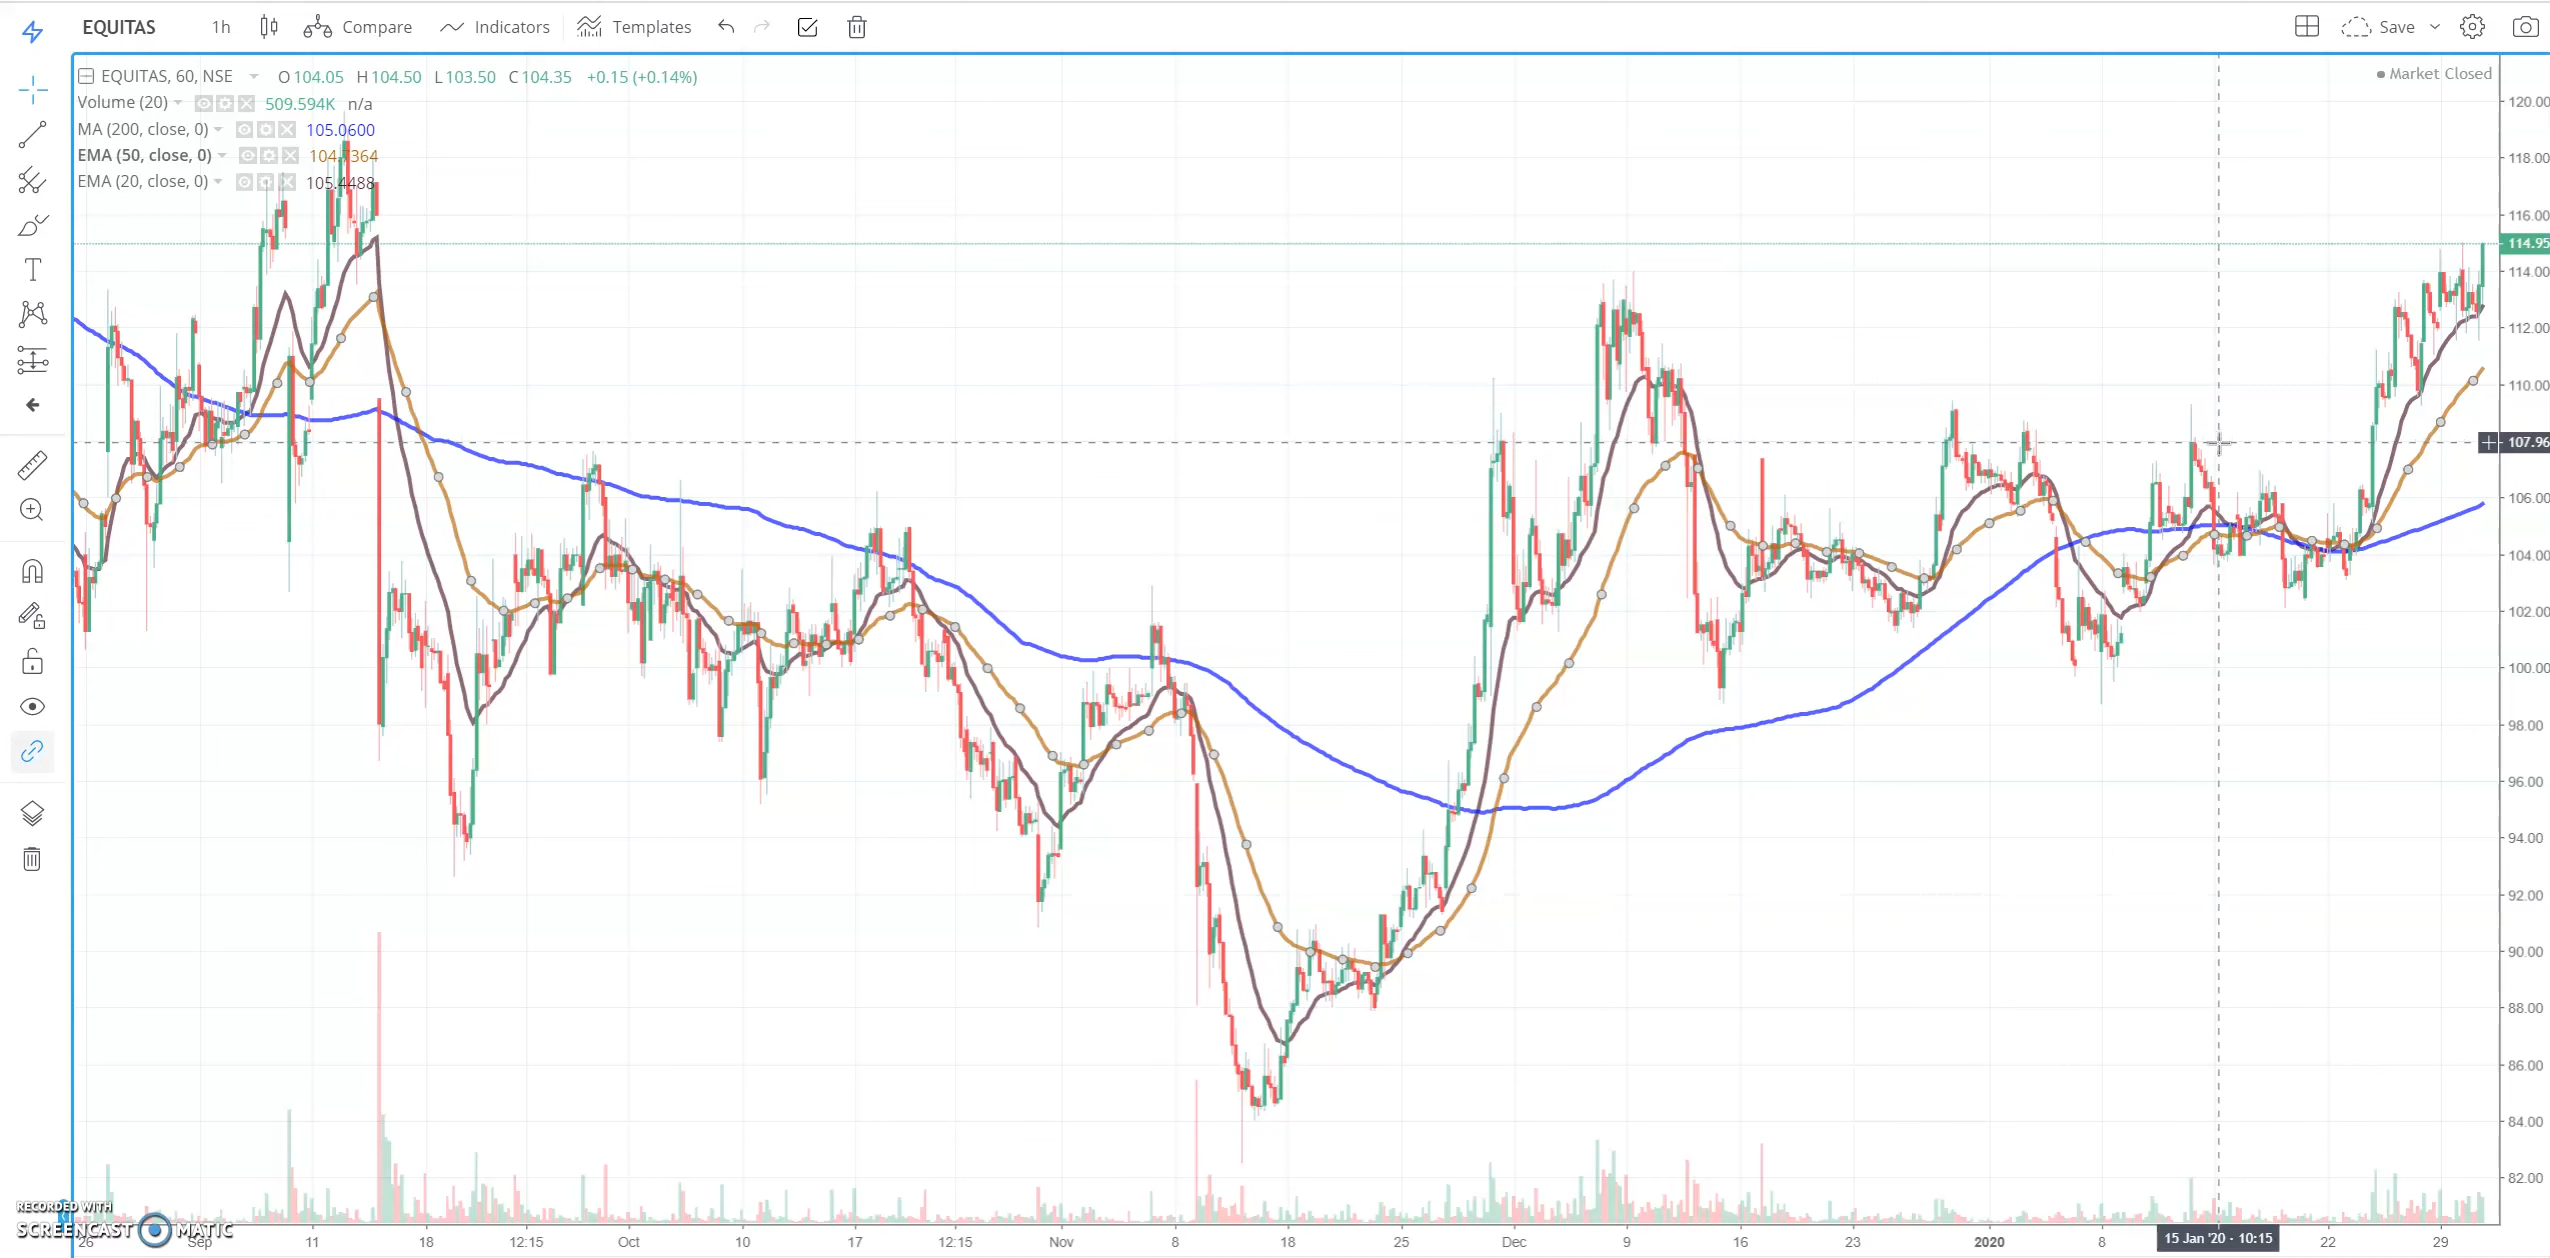 EQUITAS 1h Compare Indicators Templates Save
EQUITAS, 60, NSE O 104.05 H 104.50 L 103.50 C 104.35 +0.15 (+0.14%)
Market Closed
Volume (20) 509.594K n/a
MA (200, close, 0) 105.0600
EMA (50, close, 0) 104.7364
EMA (20, close, 0) 105.4488
120.00
118.00
116.00
114.95
114.00
112.00
110.00
107.96
106.00
104.00
102.00
100.00
98.00
96.00
94.00
92.00
90.00
88.00
86.00
84.00
82.00
RECORDED WITH
SCREENCAST MATIC
26 Sep 11 18 12:15 Oct 10 17 12:15 Nov 8 18 25 Dec 9 16 23 2020 8 15 Jan '20 - 10:15 22 29